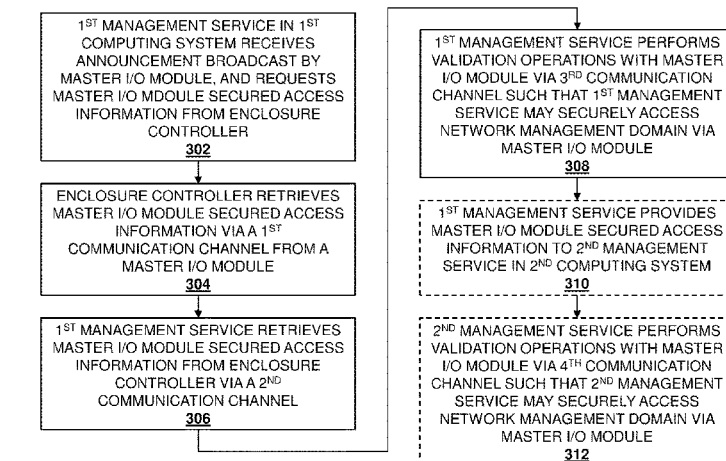 1ST MANAGEMENT SERVICE IN 1ST
COMPUTING SYSTEM RECEIVES
ANNOUNCEMENT BROADCAST BY
MASTER I/O MODULE, AND REQUESTS
MASTER I/O MDOULE SECURED ACCESS
INFORMATION FROM ENCLOSURE
CONTROLLER
302
ENCLOSURE CONTROLLER RETRIEVES
MASTER I/O MODULE SECURED ACCESS
INFORMATION VIA A 1ST
COMMUNICATION CHANNEL FROM A
MASTER I/O MODULE
304
1ST MANAGEMENT SERVICE RETRIEVES
MASTER I/O MODULE SECURED ACCESS
INFORMATION FROM ENCLOSURE
CONTROLLER VIA A 2ND
COMMUNICATION CHANNEL
306
1ST MANAGEMENT SERVICE PERFORMS
VALIDATION OPERATIONS WITH MASTER
I/O MODULE VIA 3RD COMMUNICATION
CHANNEL SUCH THAT 1ST MANAGEMENT
SERVICE MAY SECURELY ACCESS
NETWORK MANAGEMENT DOMAIN VIA
MASTER I/O MODULE
308
1ST MANAGEMENT SERVICE PROVIDES
MASTER I/O MODULE SECURED ACCESS
INFORMATION TO 2ND MANAGEMENT
SERVICE IN 2ND COMPUTING SYSTEM
310
2ND MANAGEMENT SERVICE PERFORMS
VALIDATION OPERATIONS WITH MASTER
I/O MODULE VIA 4TH COMMUNICATION
CHANNEL SUCH THAT 2ND MANAGEMENT
SERVICE MAY SECURELY ACCESS
NETWORK MANAGEMENT DOMAIN VIA
MASTER I/O MODULE
312